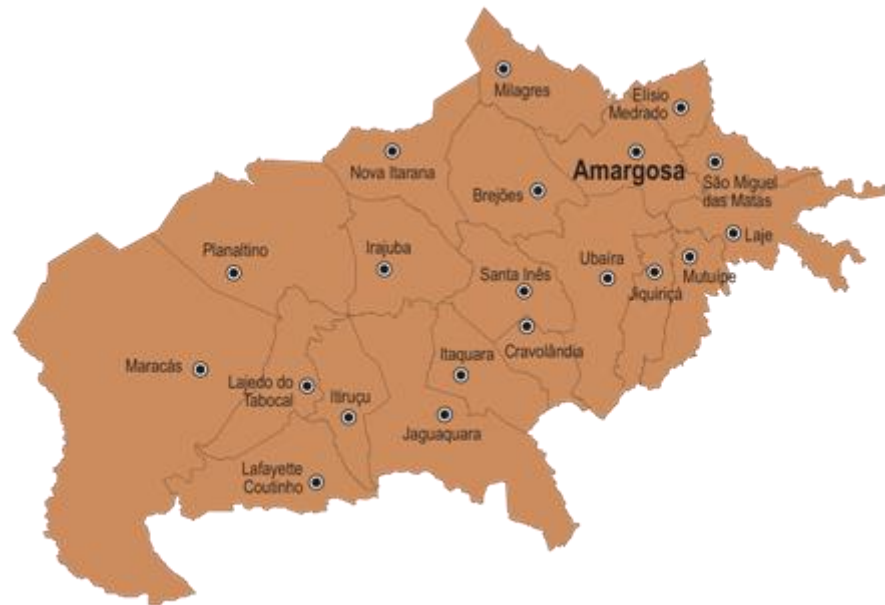 Milagres
Elísio
Medrado
Nova Itarana
Amargosa
São Miguel
das Matas
Brejões
Laje
Planaltino
Irajuba
Ubaíra
Santa Inês
Mutuípe
Jiquiriçá
Cravolândia
Itaquara
Maracás
Lajedo do
Tabocal
Itiruçu
Jaguaquara
Lafayette
Coutinho